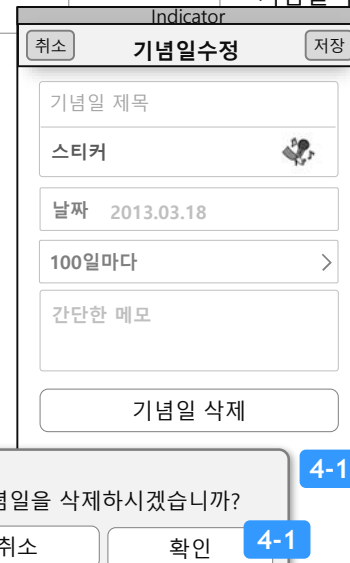 Indicator
취소 기념일수정 저장
기념일 제목
스티커
날짜 2013.03.18
100일마다
간단한 메모
기념일 삭제
4-1
삭제하시겠습니까?
취소 확인 4-1